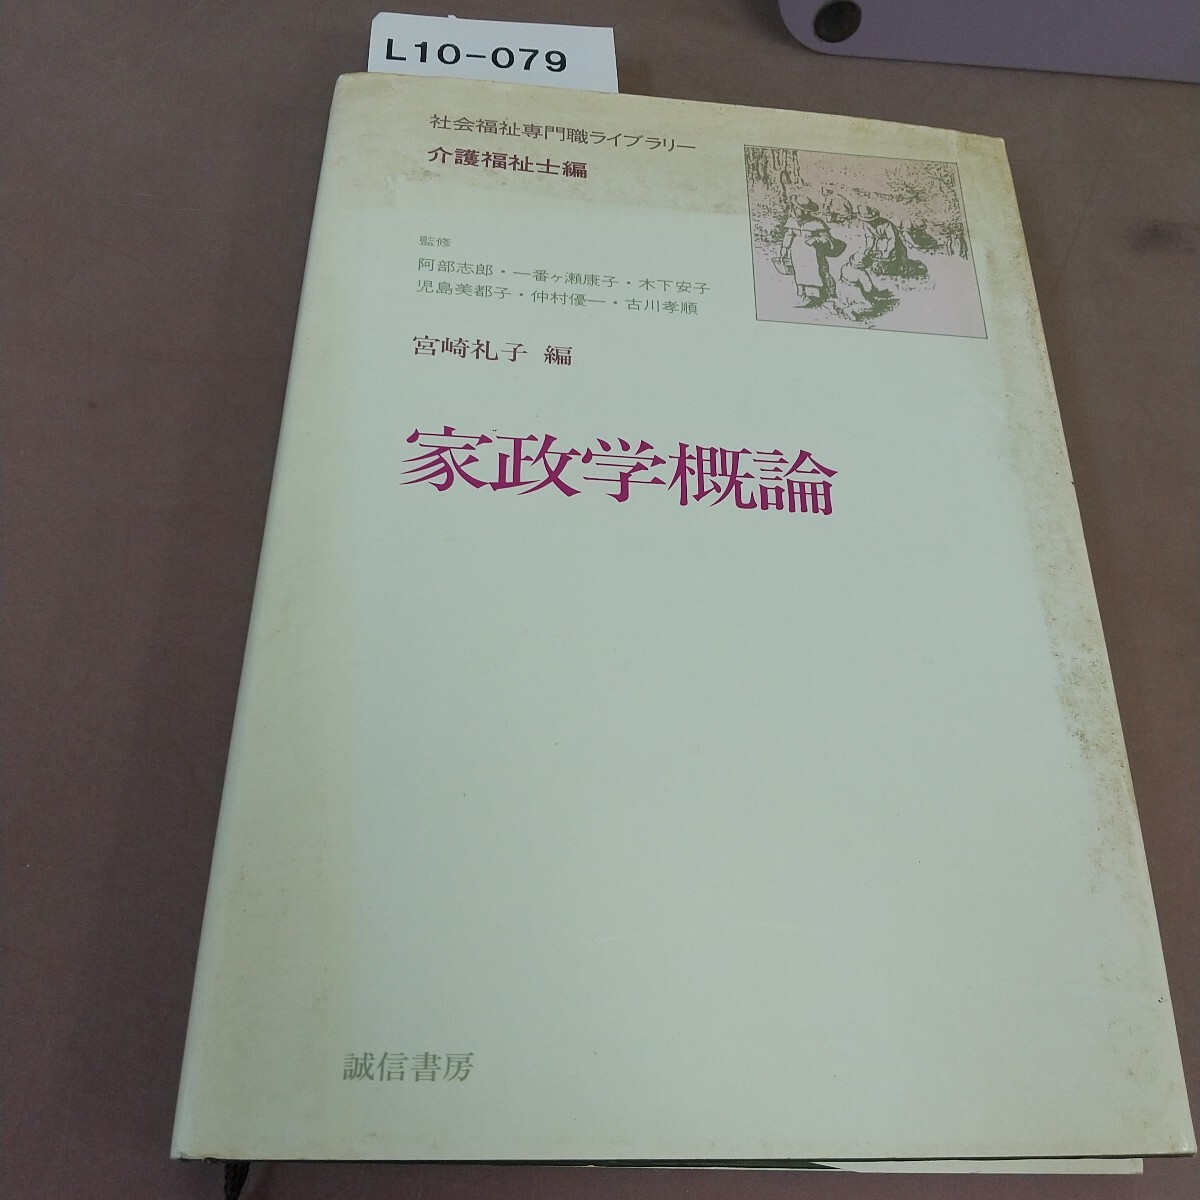 L10-079
社会福祉専門職ライブラリー
介護福祉士編
監修
阿部志郎・一番ヶ瀬康子・木下安子
児島美都子・仲村優一・古川孝順
宮崎礼子 編
家政学概論
誠信書房